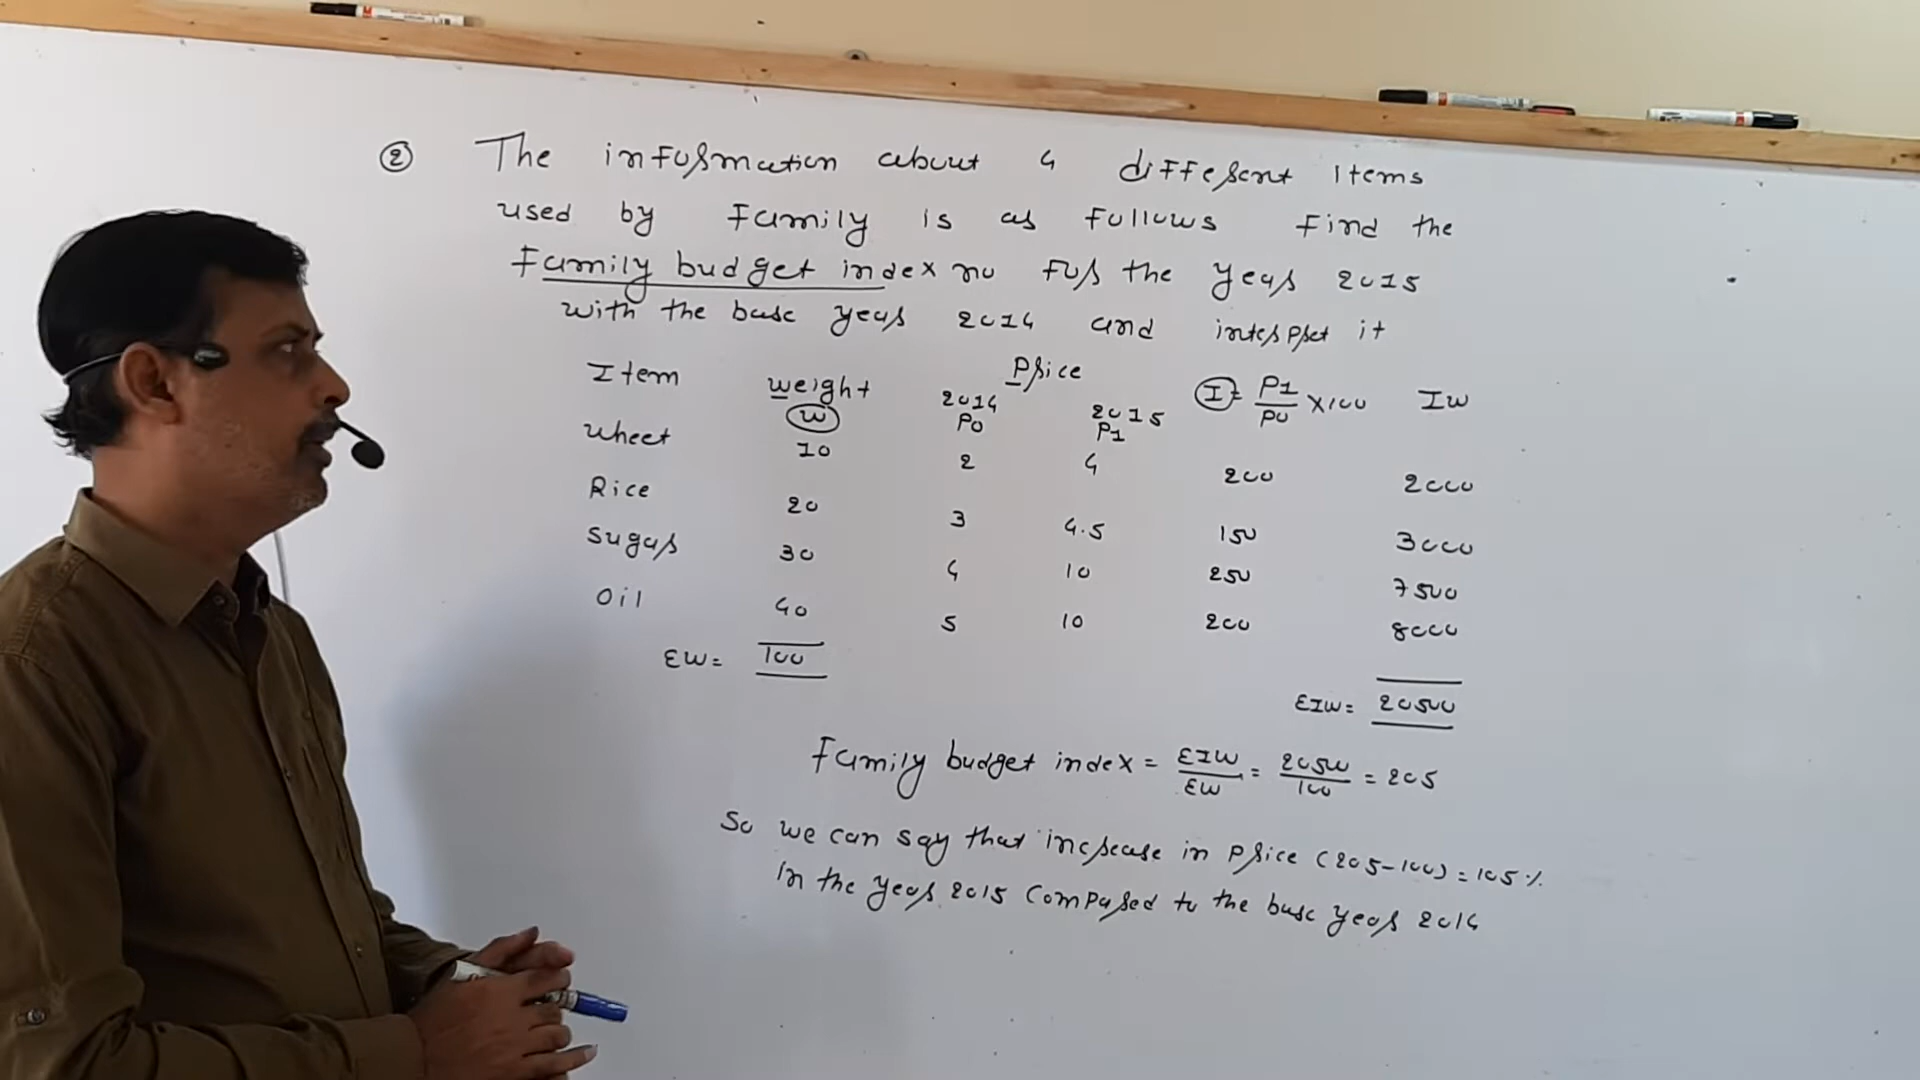 ② The information about 4 different items
used by Family is as Follows Find the
Family budget index no For the year 2015
with the base year 2014 and interpret it
Item weight Price I = P1/P0 ×100 IW
W 2014 P0 2015 P1
Wheet 10 2 4 200 2000
Rice 20 3 4.5 150 3000
Sugar 30 4 10 250 7500
Oil 40 5 10 200 8000
ΣW = 100
ΣIW = 20500
Family budget index = ΣIW/ΣW = 20500/100 = 205
So we can say that increase in price (205-100) = 105%
In the year 2015 Compared to the base year 2014